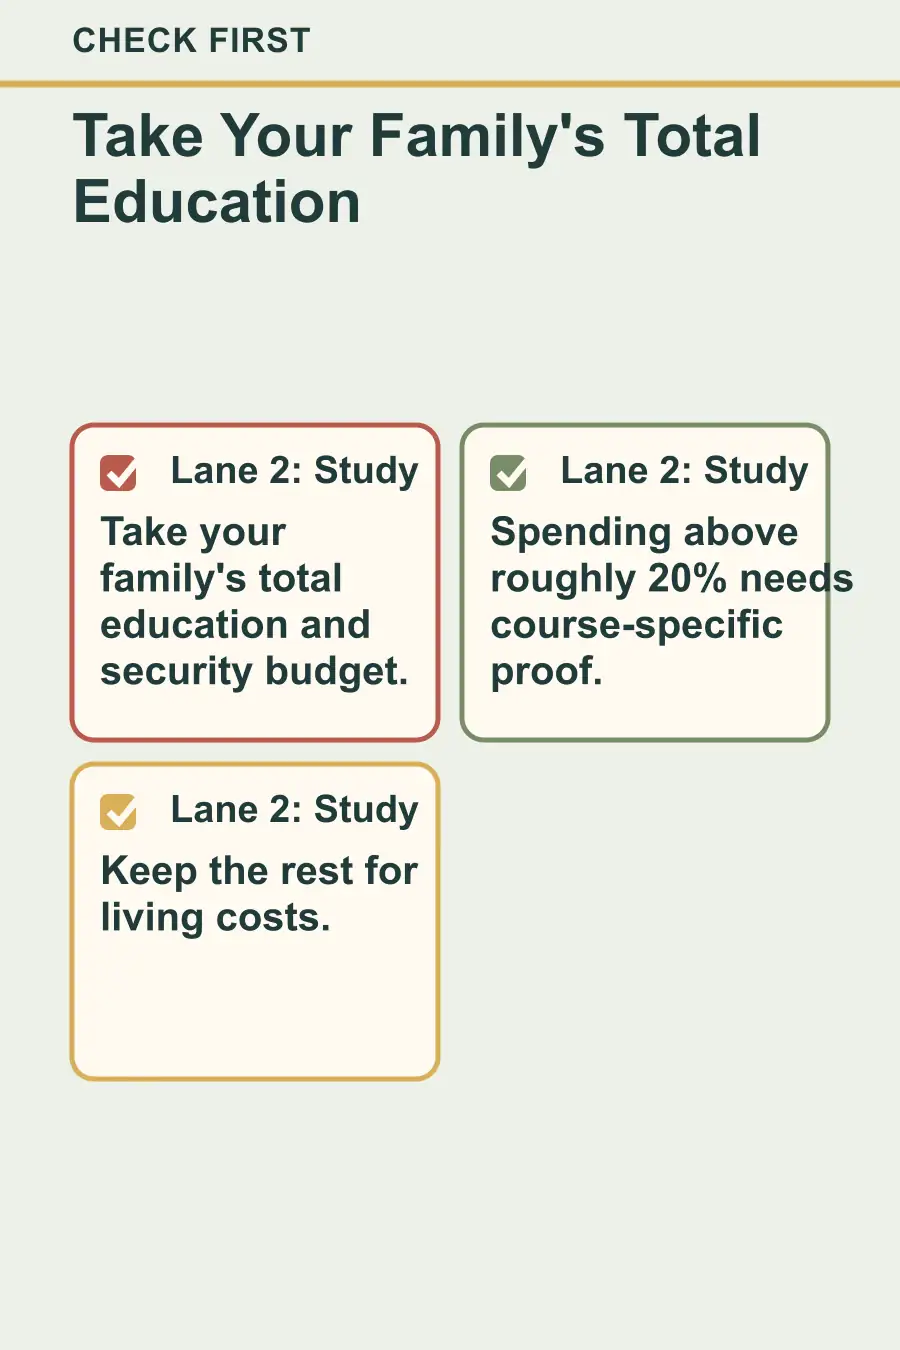 CHECK FIRST
Take Your Family's Total
Education
Lane 2: Study
Take your
family's total
education and
security budget.
Lane 2: Study
Spending above
roughly 20% needs
course-specific
proof.
Lane 2: Study
Keep the rest for
living costs.